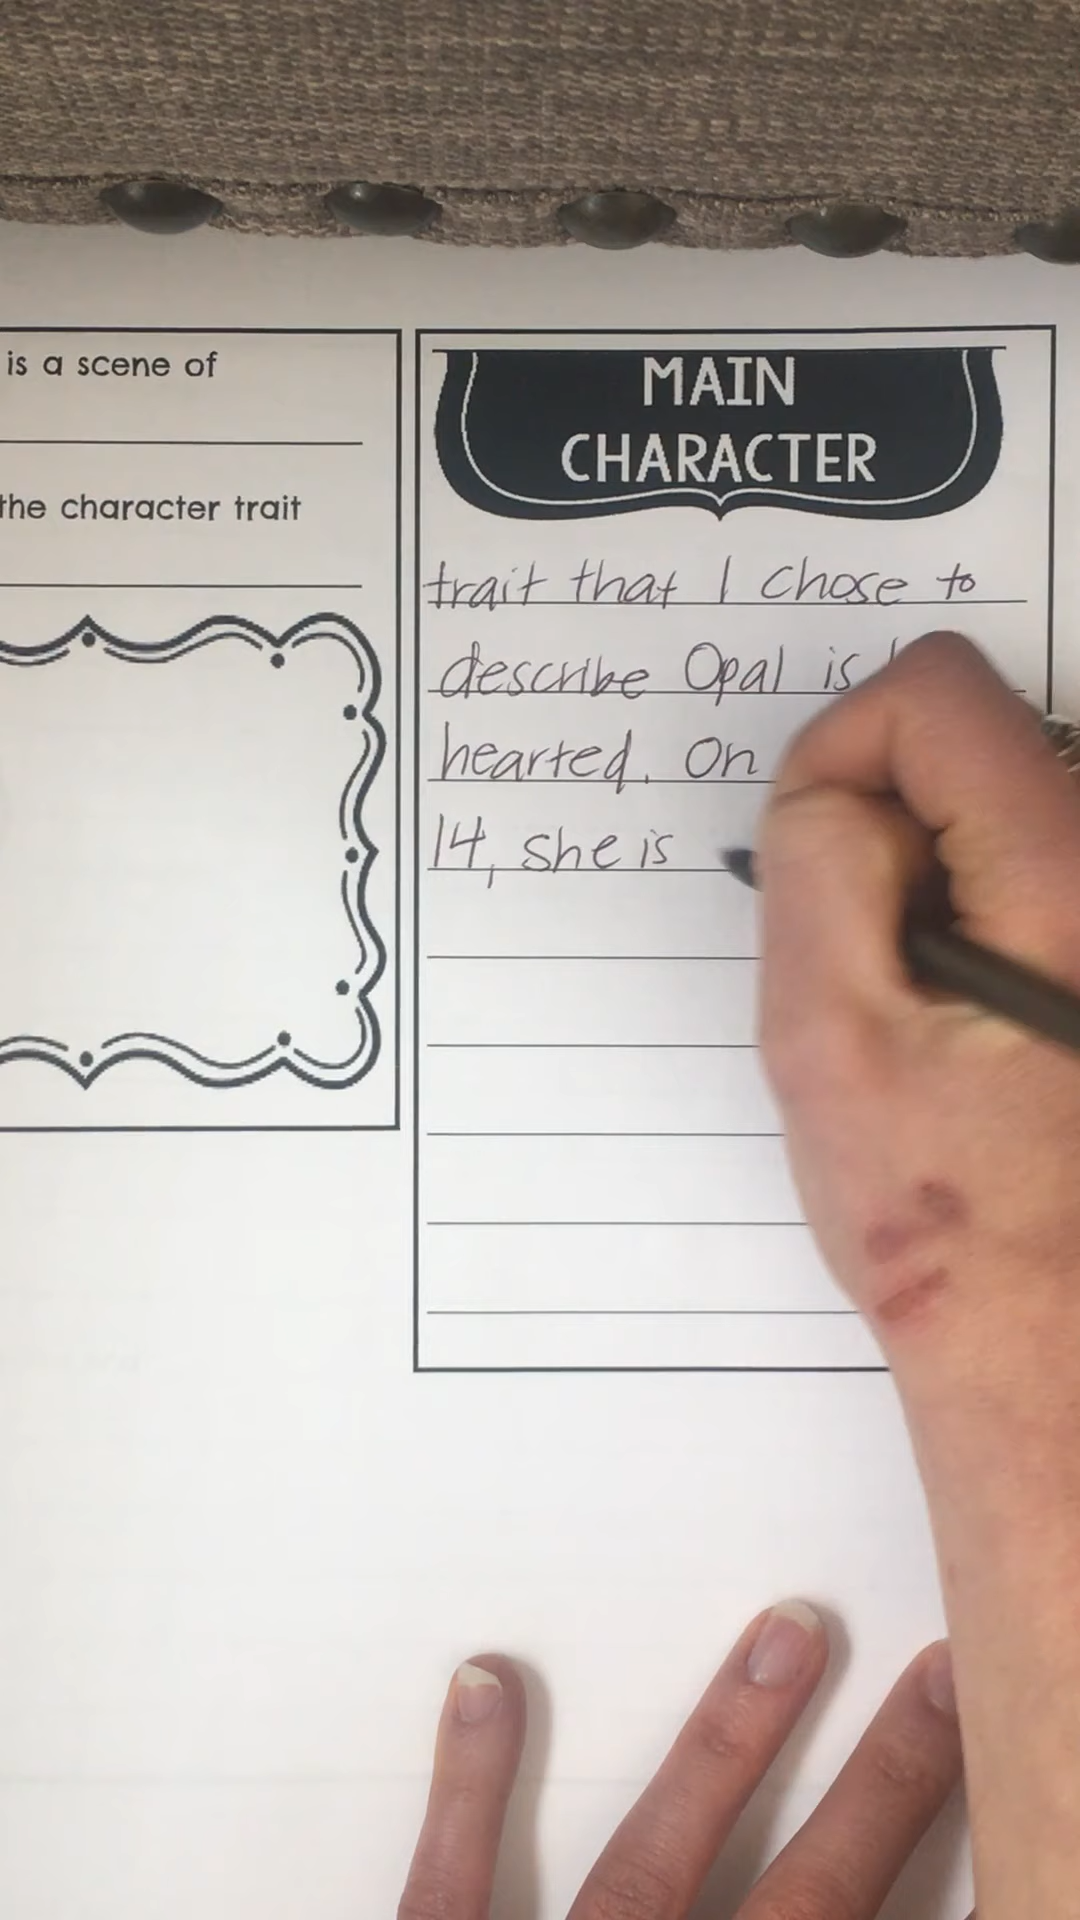 is a scene of
the character trait
MAIN
CHARACTER
trait that I chose to
describe Opal is
hearted. On
14, she is